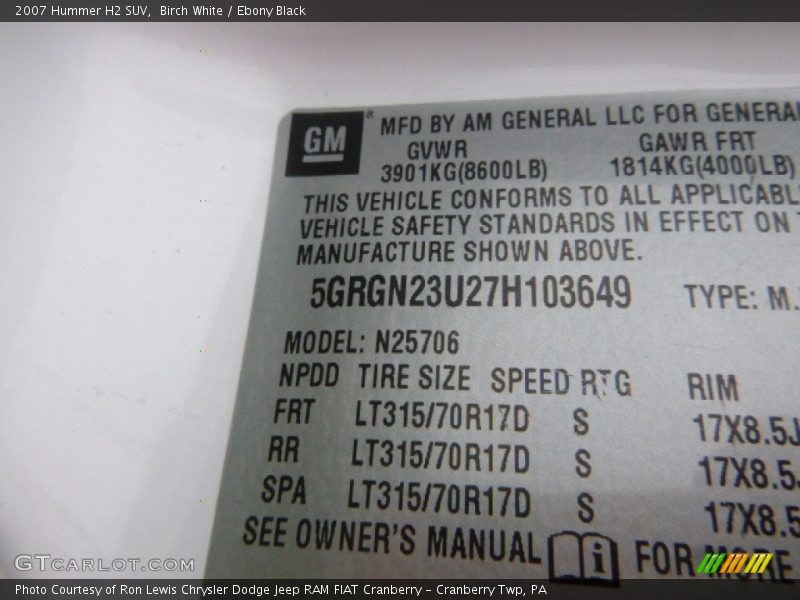 2007 Hummer H2 SUV,  Birch White / Ebony Black
GM ® MFD BY AM GENERAL LLC FOR GENERAL
GVWR GAWR FRT
3901KG(8600LB) 1814KG(4000LB)
THIS VEHICLE CONFORMS TO ALL APPLICABL
VEHICLE SAFETY STANDARDS IN EFFECT ON
MANUFACTURE SHOWN ABOVE.
5GRGN23U27H103649 TYPE: M.
MODEL: N25706
NPDD TIRE SIZE SPEED RTG RIM
FRT LT315/70R17D S 17X8.5J
RR LT315/70R17D S 17X8.5J
SPA LT315/70R17D S 17X8.5
SEE OWNER'S MANUAL i FOR MORE
GTCARLOT.COM
Photo Courtesy of Ron Lewis Chrysler Dodge Jeep RAM FIAT Cranberry – Cranberry Twp, PA